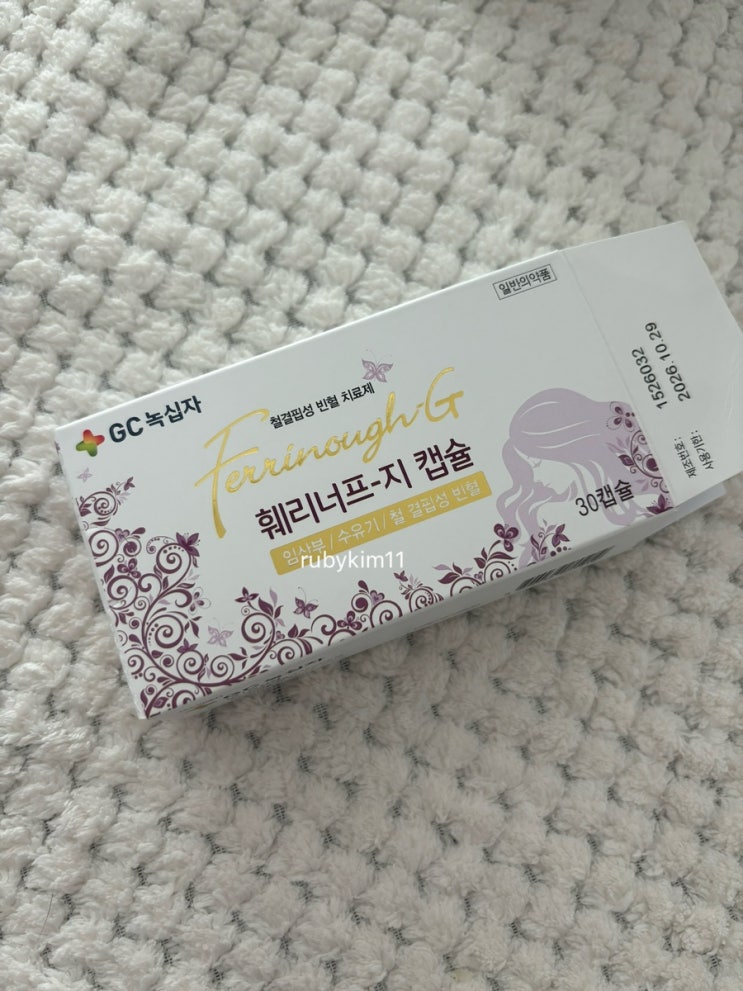 일반의약품
GC 녹십자
철결핍성 빈혈 치료제
Ferrinough-G
훼리너프-지 캡슐
임산부 / 수유기 / 철 결핍성 빈혈
30캡슐
rubykim11
제조번호: 1526032
사용기한: 2026.10.29